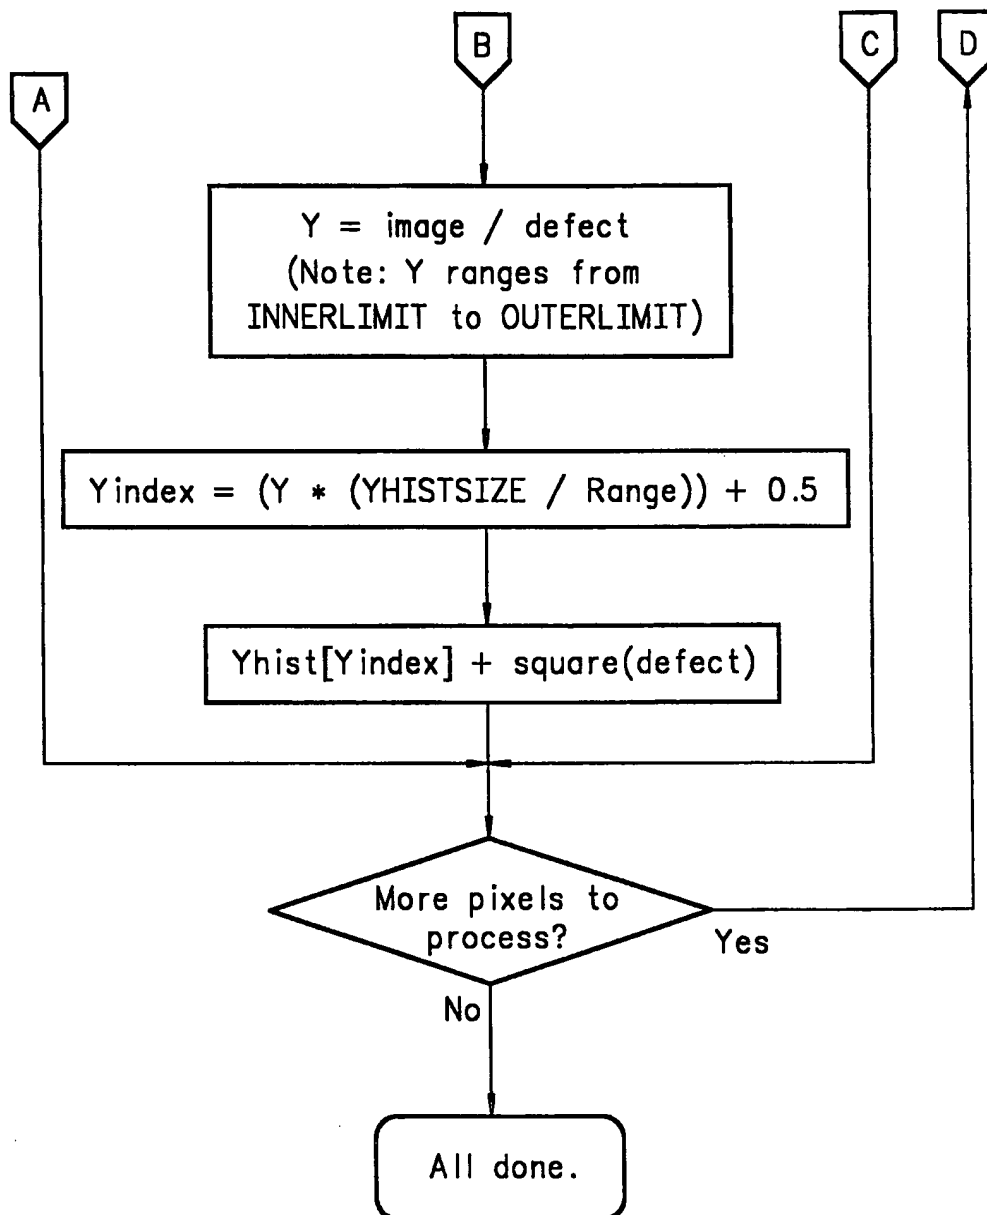 A
B
C
D
Y = image / defect
(Note: Y ranges from
INNERLIMIT to OUTERLIMIT)
Yindex = (Y * (YHISTSIZE / Range)) + 0.5
Yhist[Yindex] + square(defect)
More pixels to
process?
Yes
No
All done.